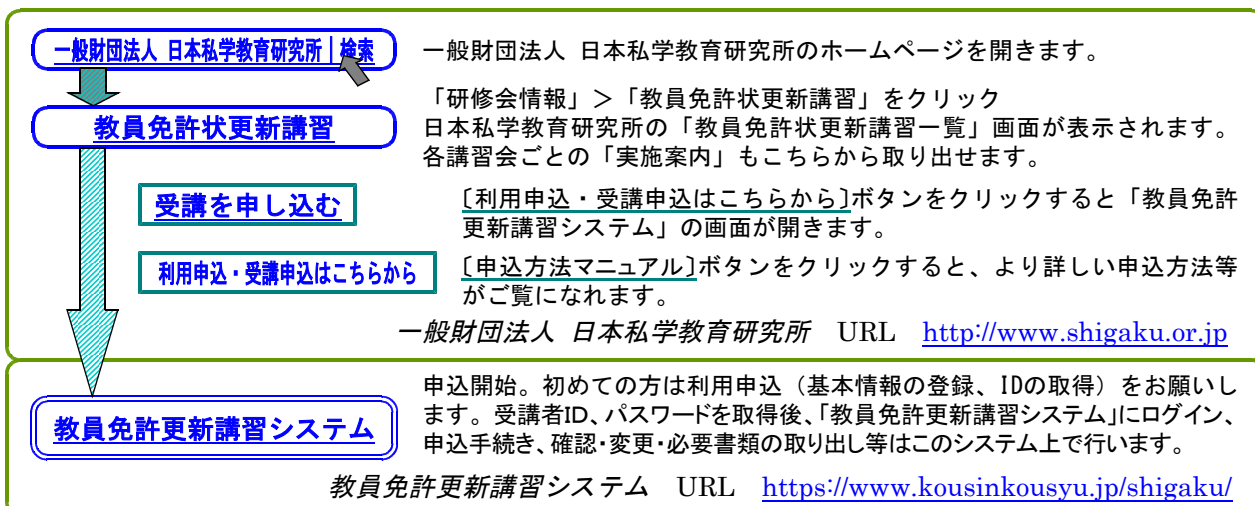 一般財団法人 日本私学教育研究所|検索
一般財団法人 日本私学教育研究所のホームページを開きます。
「研修会情報」＞「教員免許状更新講習」をクリック
教員免許状更新講習
日本私学教育研究所の「教員免許状更新講習一覧」画面が表示されます。
各講習会ごとの「実施案内」もこちらから取り出せます。
受講を申し込む
〔利用申込・受講申込はこちらから〕ボタンをクリックすると「教員免許
更新講習システム」の画面が開きます。
利用申込・受講申込はこちらから
〔申込方法マニュアル〕ボタンをクリックすると、より詳しい申込方法等
がご覧になれます。
一般財団法人 日本私学教育研究所 URL http://www.shigaku.or.jp
教員免許更新講習システム
申込開始。初めての方は利用申込（基本情報の登録、IDの取得）をお願いし
ます。受講者ID、パスワードを取得後、「教員免許更新講習システム」にログイン、
申込手続き、確認・変更・必要書類の取り出し等はこのシステム上で行います。
教員免許更新講習システム URL https://www.kousinkousyu.jp/shigaku/